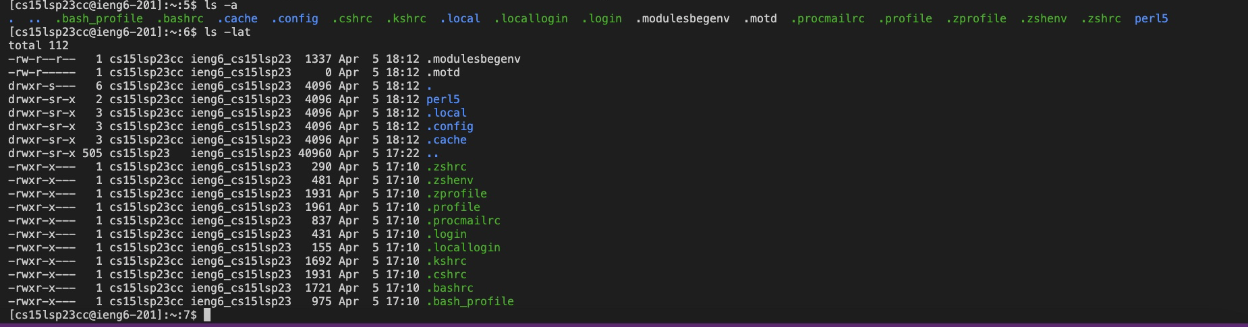 [cs15lsp23cc@ieng6-201]:~:5$ ls -a
.  ..  .bash_profile  .bashrc  .cache  .config  .cshrc  .kshrc  .local  .locallogin  .login  .modulesbegenv  .motd  .procmailrc  .profile  .zprofile  .zshenv  .zshrc  perl5
[cs15lsp23cc@ieng6-201]:~:6$ ls -lat
total 112
-rw-r--r--   1 cs15lsp23cc ieng6_cs15lsp23  1337 Apr  5 18:12 .modulesbegenv
-rw-r-----   1 cs15lsp23cc ieng6_cs15lsp23     0 Apr  5 18:12 .motd
drwxr-s---   6 cs15lsp23cc ieng6_cs15lsp23  4096 Apr  5 18:12 .
drwxr-sr-x   2 cs15lsp23cc ieng6_cs15lsp23  4096 Apr  5 18:12 perl5
drwxr-sr-x   3 cs15lsp23cc ieng6_cs15lsp23  4096 Apr  5 18:12 .local
drwxr-sr-x   3 cs15lsp23cc ieng6_cs15lsp23  4096 Apr  5 18:12 .config
drwxr-sr-x   3 cs15lsp23cc ieng6_cs15lsp23  4096 Apr  5 18:12 .cache
drwxr-sr-x 505 cs15lsp23   ieng6_cs15lsp23 40960 Apr  5 17:22 ..
-rwxr-x---   1 cs15lsp23cc ieng6_cs15lsp23   290 Apr  5 17:10 .zshrc
-rwxr-x---   1 cs15lsp23cc ieng6_cs15lsp23   481 Apr  5 17:10 .zshenv
-rwxr-x---   1 cs15lsp23cc ieng6_cs15lsp23  1931 Apr  5 17:10 .zprofile
-rwxr-x---   1 cs15lsp23cc ieng6_cs15lsp23  1961 Apr  5 17:10 .profile
-rwxr-x---   1 cs15lsp23cc ieng6_cs15lsp23   837 Apr  5 17:10 .procmailrc
-rwxr-x---   1 cs15lsp23cc ieng6_cs15lsp23   431 Apr  5 17:10 .login
-rwxr-x---   1 cs15lsp23cc ieng6_cs15lsp23   155 Apr  5 17:10 .locallogin
-rwxr-x---   1 cs15lsp23cc ieng6_cs15lsp23  1692 Apr  5 17:10 .kshrc
-rwxr-x---   1 cs15lsp23cc ieng6_cs15lsp23  1931 Apr  5 17:10 .cshrc
-rwxr-x---   1 cs15lsp23cc ieng6_cs15lsp23  1721 Apr  5 17:10 .bashrc
-rwxr-x---   1 cs15lsp23cc ieng6_cs15lsp23   975 Apr  5 17:10 .bash_profile
[cs15lsp23cc@ieng6-201]:~:7$